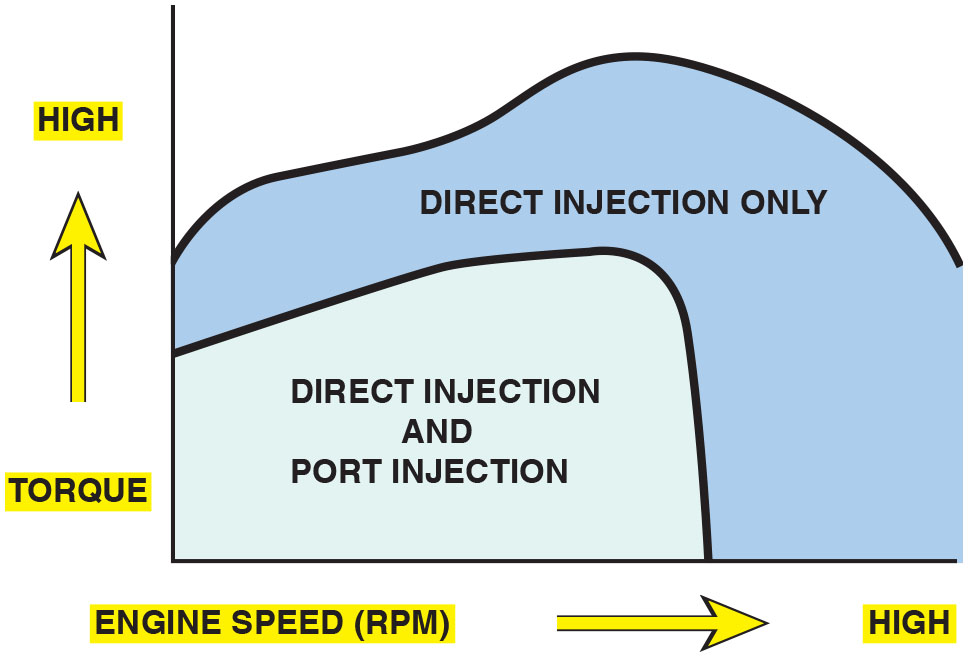 HIGH
DIRECT INJECTION ONLY
DIRECT INJECTION
AND
PORT INJECTION
TORQUE
ENGINE SPEED (RPM)
HIGH